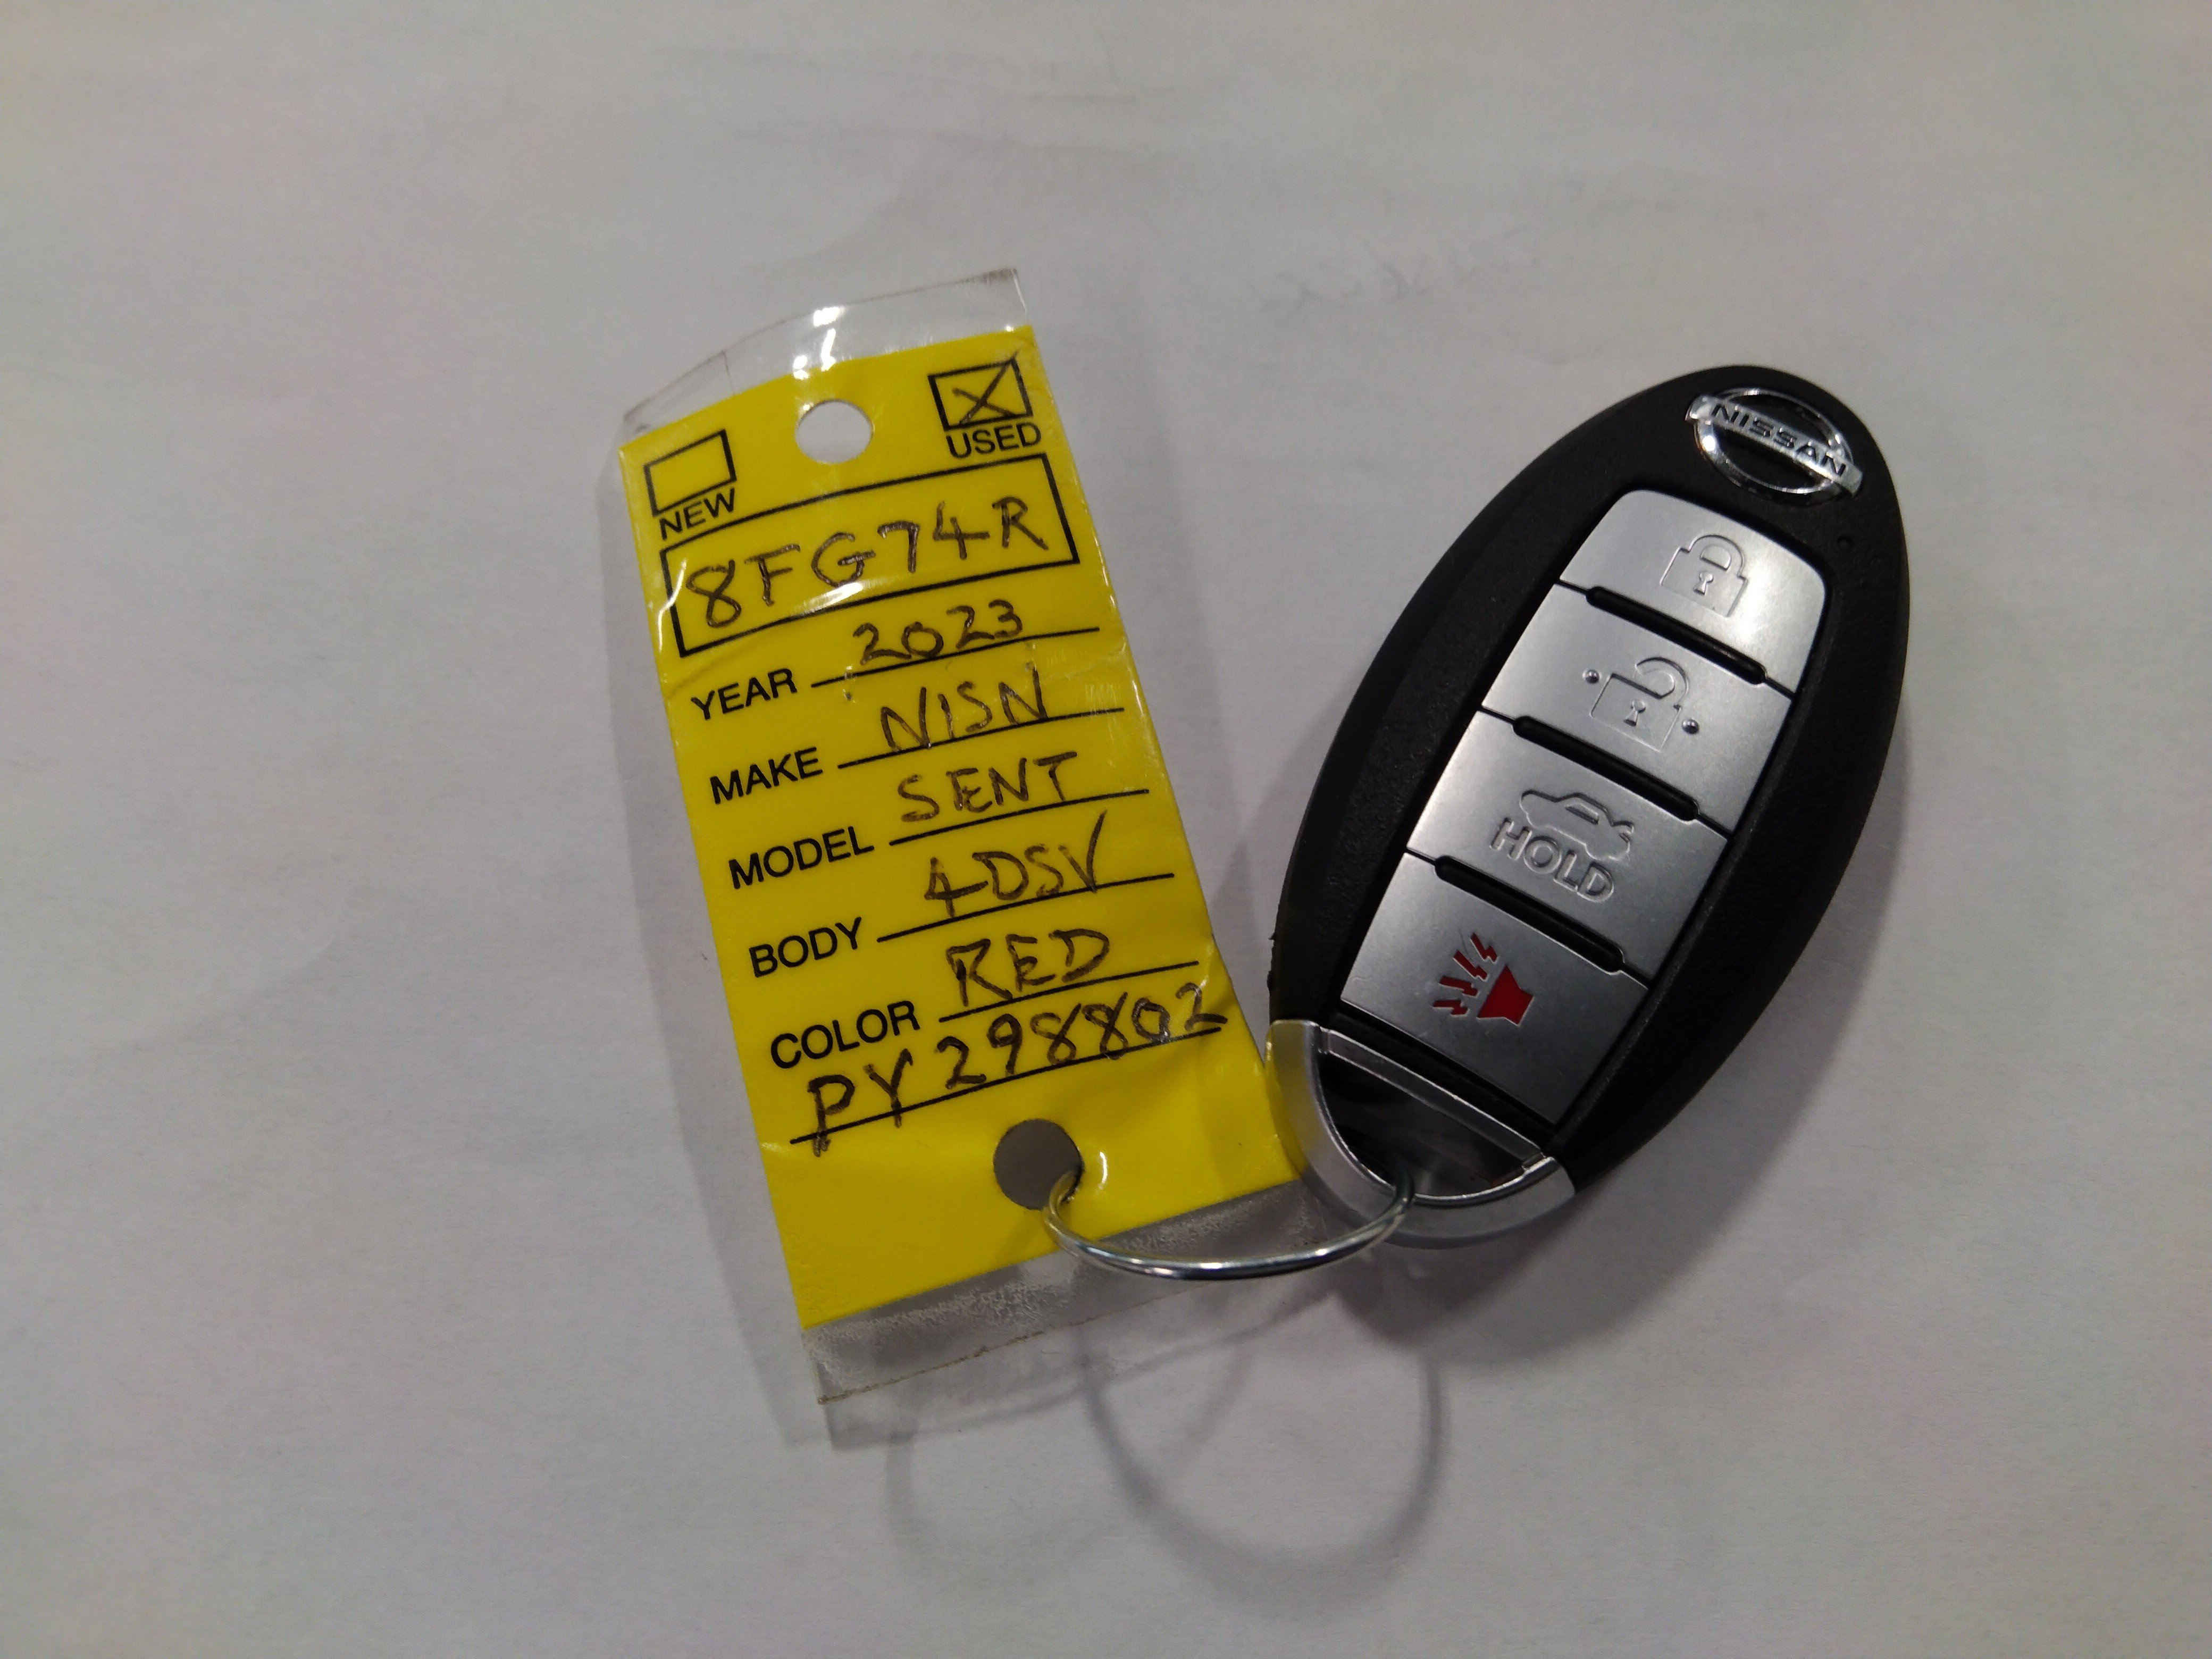 NEW
USED
8FG74R
YEAR 2023
MAKE NISN
MODEL SENT
BODY 4DSV
COLOR RED
PY298802
NISSAN
HOLD